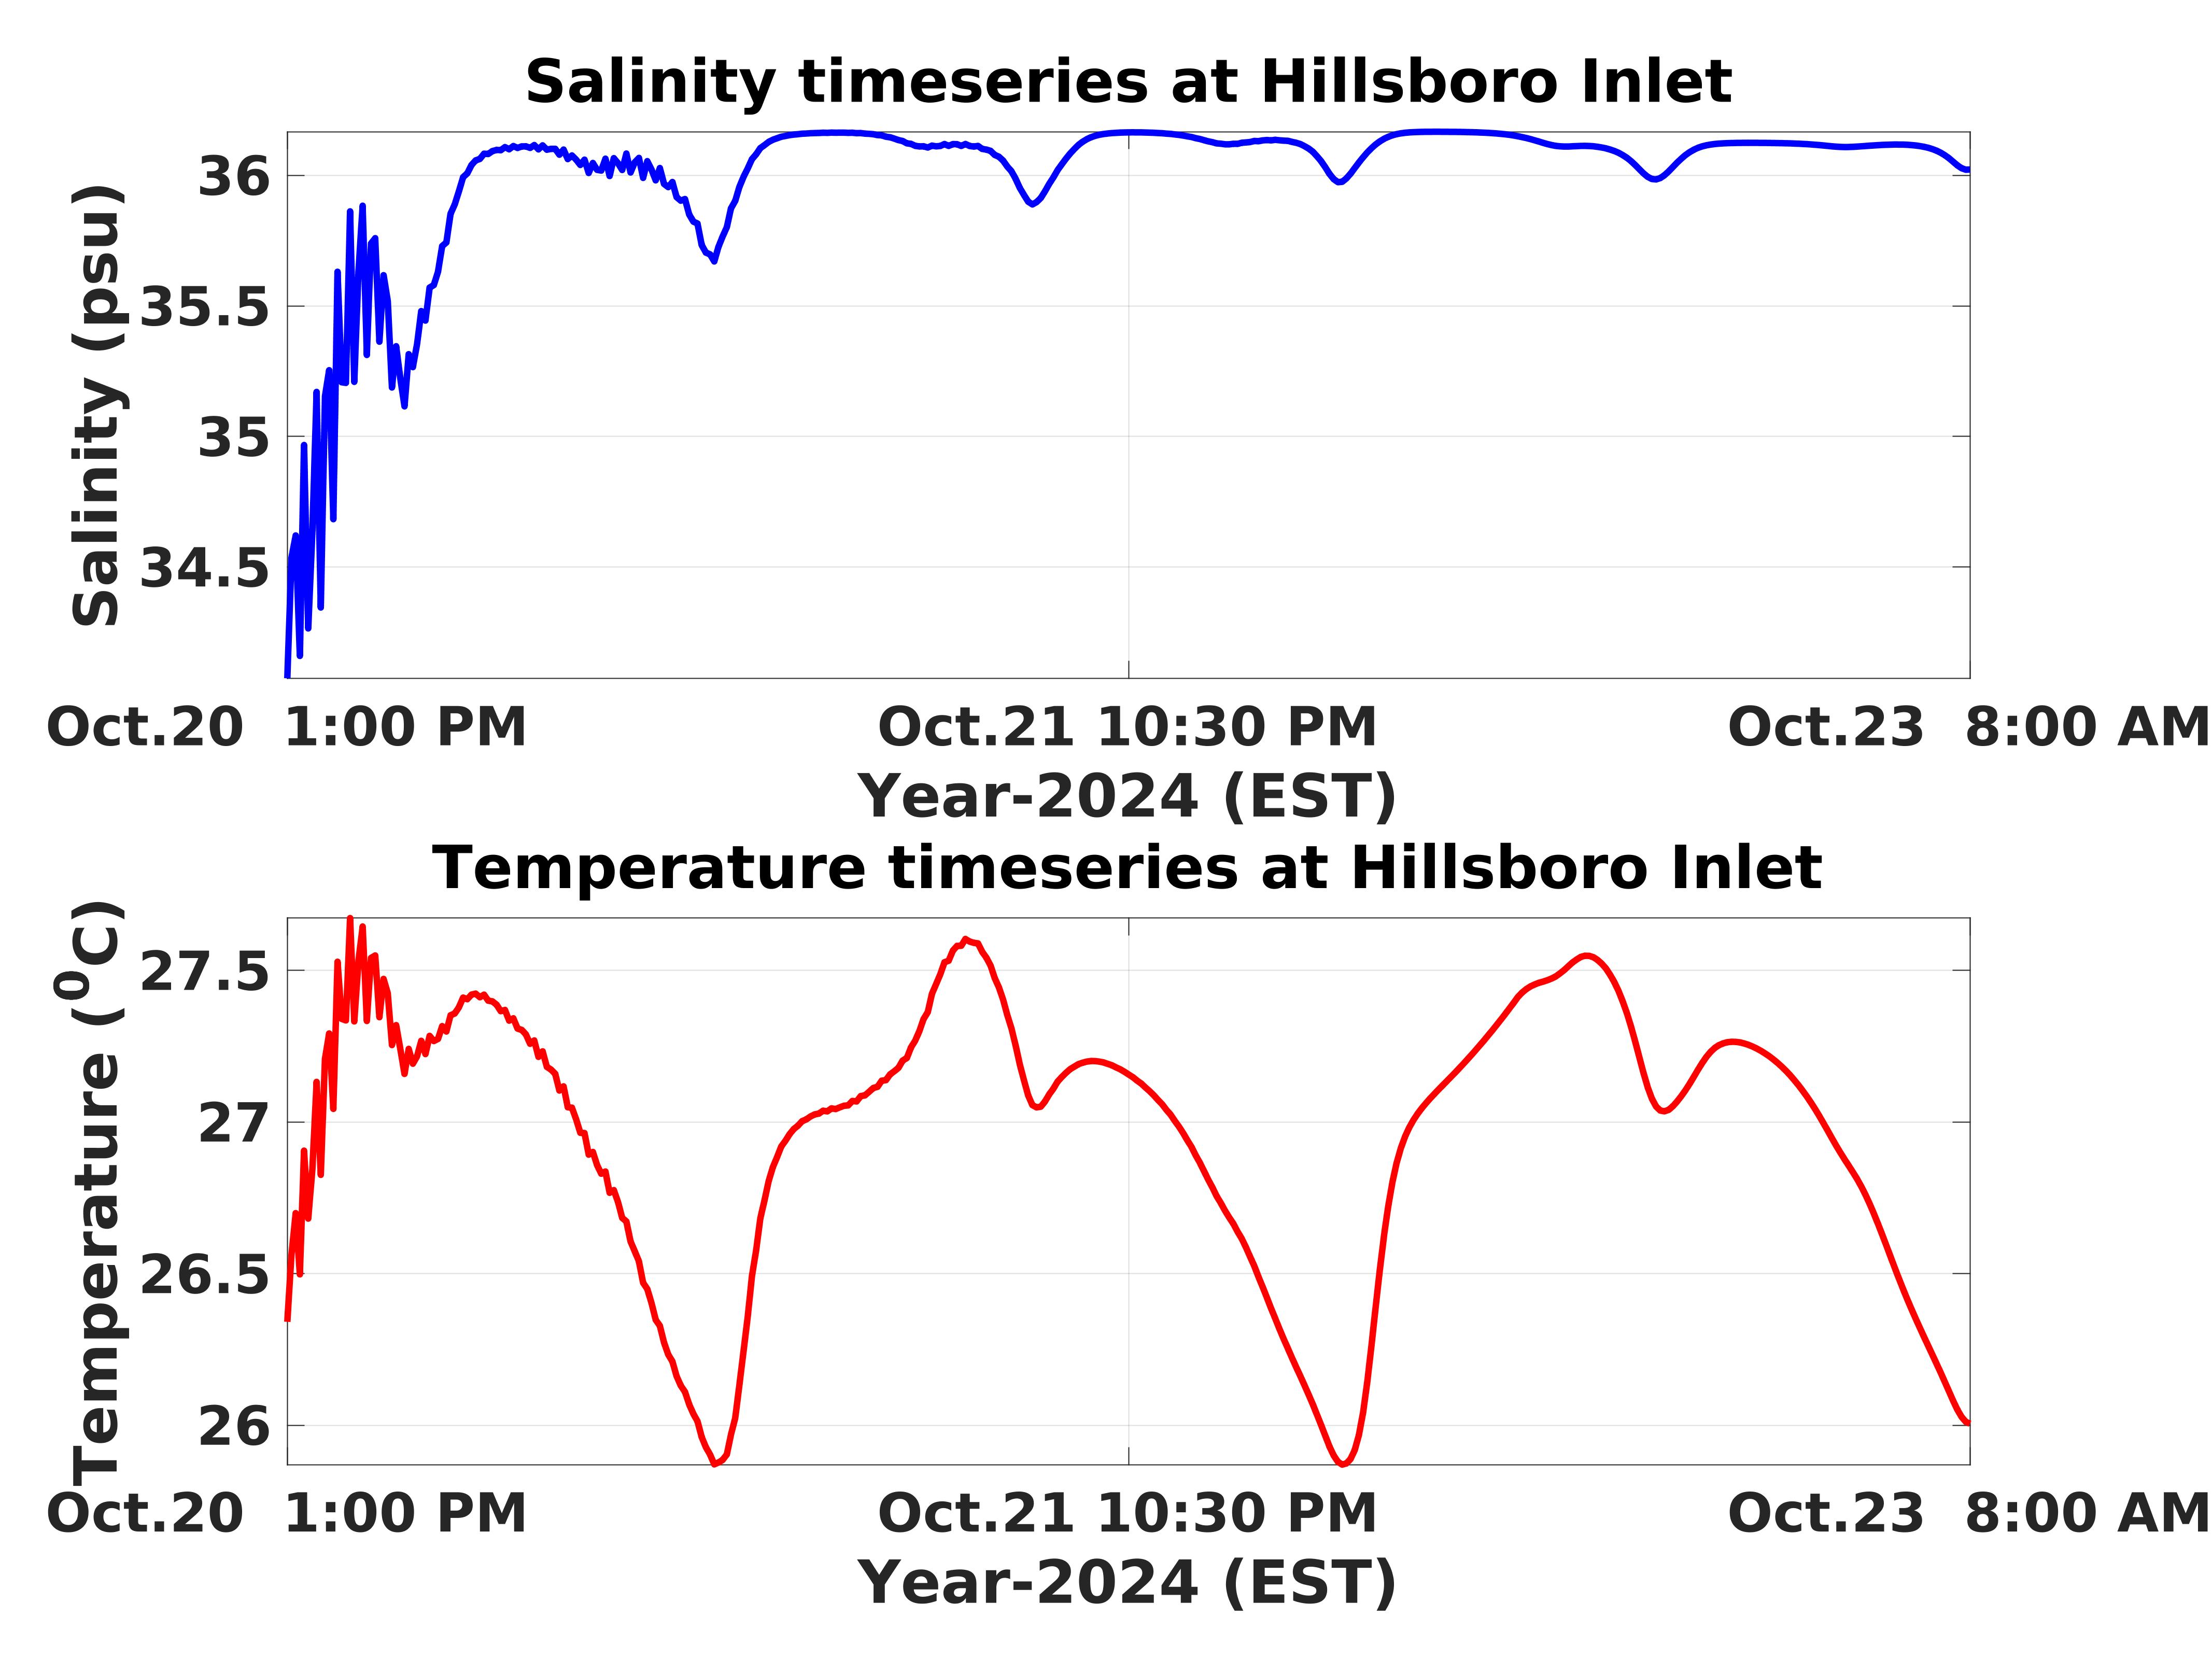 Salinity timeseries at Hillsboro Inlet
Salinity (psu)
36
35.5
35
34.5
Oct.20  1:00 PM
Oct.21 10:30 PM
Oct.23  8:00 AM
Year-2024 (EST)
Temperature timeseries at Hillsboro Inlet
Temperature (⁰C)
27.5
27
26.5
26
Oct.20  1:00 PM
Oct.21 10:30 PM
Oct.23  8:00 AM
Year-2024 (EST)